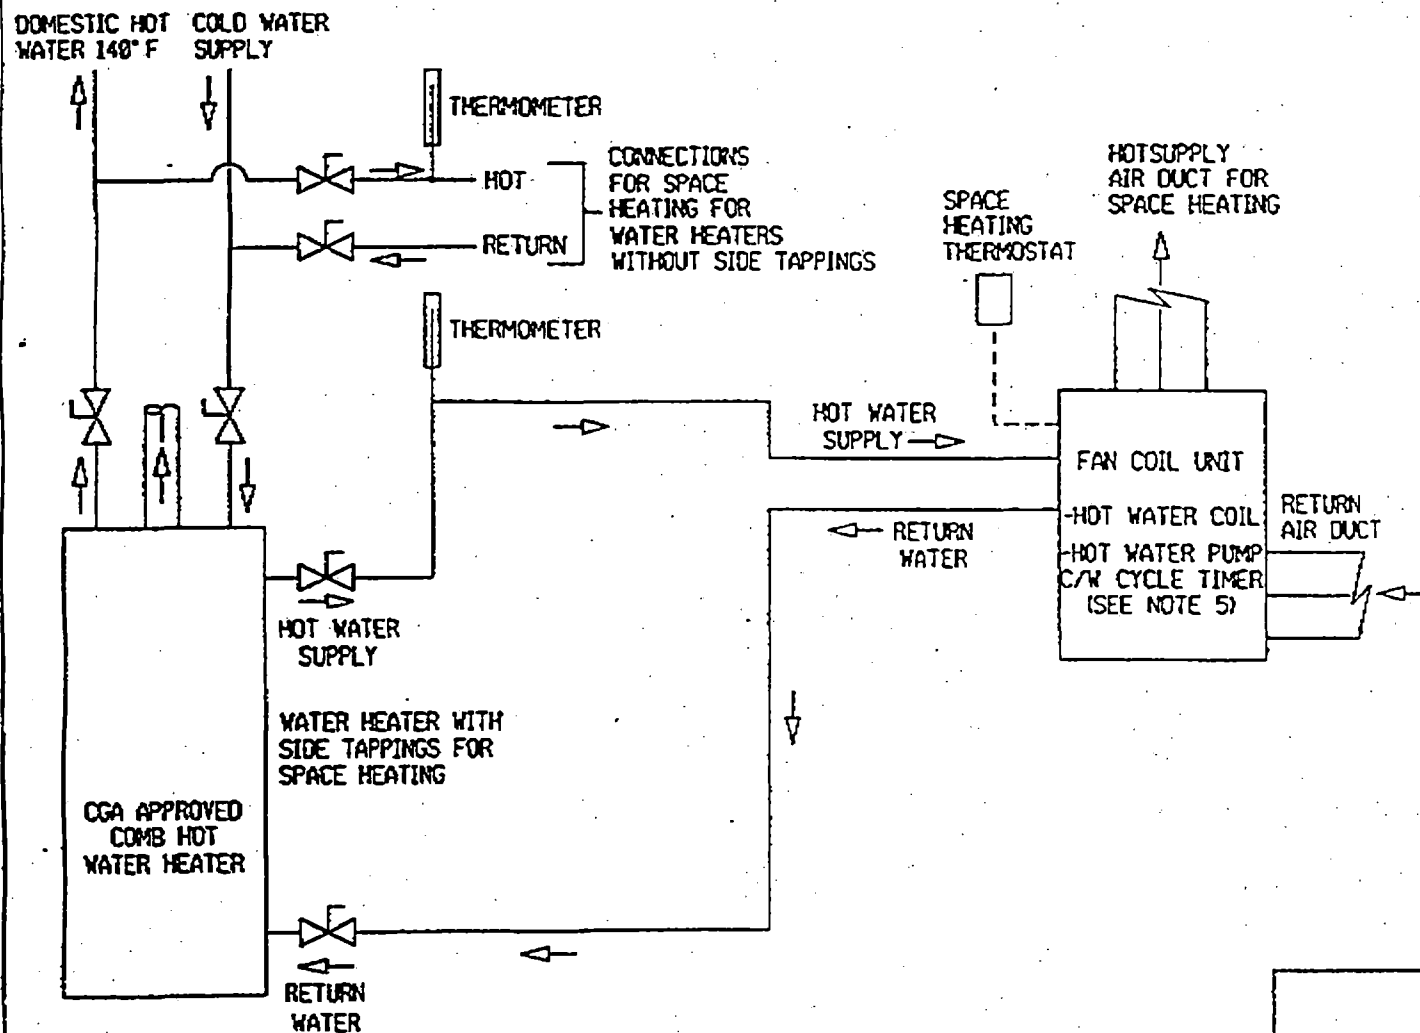 DOMESTIC HOT
WATER 140°F
COLD WATER
SUPPLY
THERMOMETER
HOT
RETURN
CONNECTIONS
FOR SPACE
HEATING FOR
WATER HEATERS
WITHOUT SIDE TAPPINGS
THERMOMETER
SPACE
HEATING
THERMOSTAT
HOTSUPPLY
AIR DUCT FOR
SPACE HEATING
HOT WATER
SUPPLY
FAN COIL UNIT
-HOT WATER COIL
-HOT WATER PUMP
C/W CYCLE TIMER
(SEE NOTE 5)
RETURN
AIR DUCT
RETURN
WATER
HOT WATER
SUPPLY
WATER HEATER WITH
SIDE TAPPINGS FOR
SPACE HEATING
CGA APPROVED
COMB HOT
WATER HEATER
RETURN
WATER